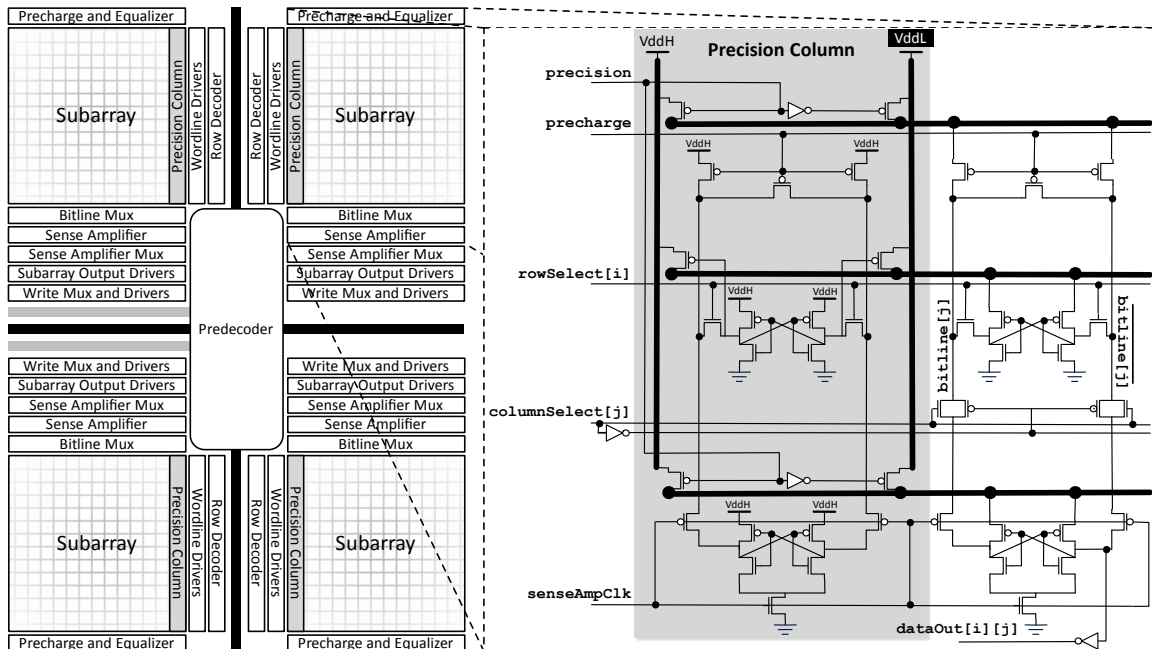 Precharge and Equalizer
Precharge and Equalizer
Subarray
Precision Column
Wordline Drivers
Row Decoder
Row Decoder
Wordline Drivers
Precision Column
Subarray
Bitline Mux
Sense Amplifier
Sense Amplifier Mux
Subarray Output Drivers
Write Mux and Drivers
Bitline Mux
Sense Amplifier
Sense Amplifier Mux
Subarray Output Drivers
Write Mux and Drivers
Predecoder
Write Mux and Drivers
Subarray Output Drivers
Sense Amplifier Mux
Sense Amplifier
Bitline Mux
Write Mux and Drivers
Subarray Output Drivers
Sense Amplifier Mux
Sense Amplifier
Bitline Mux
Subarray
Precision Column
Wordline Drivers
Row Decoder
Row Decoder
Wordline Drivers
Precision Column
Subarray
Precharge and Equalizer
Precharge and Equalizer
VddH
Precision Column
VddL
precision
precharge
VddH
VddH
rowSelect[i]
VddH
VddH
bitline[j]
bitline[j]
columnSelect[j]
VddH
VddH
senseAmpClk
dataOut[i][j]